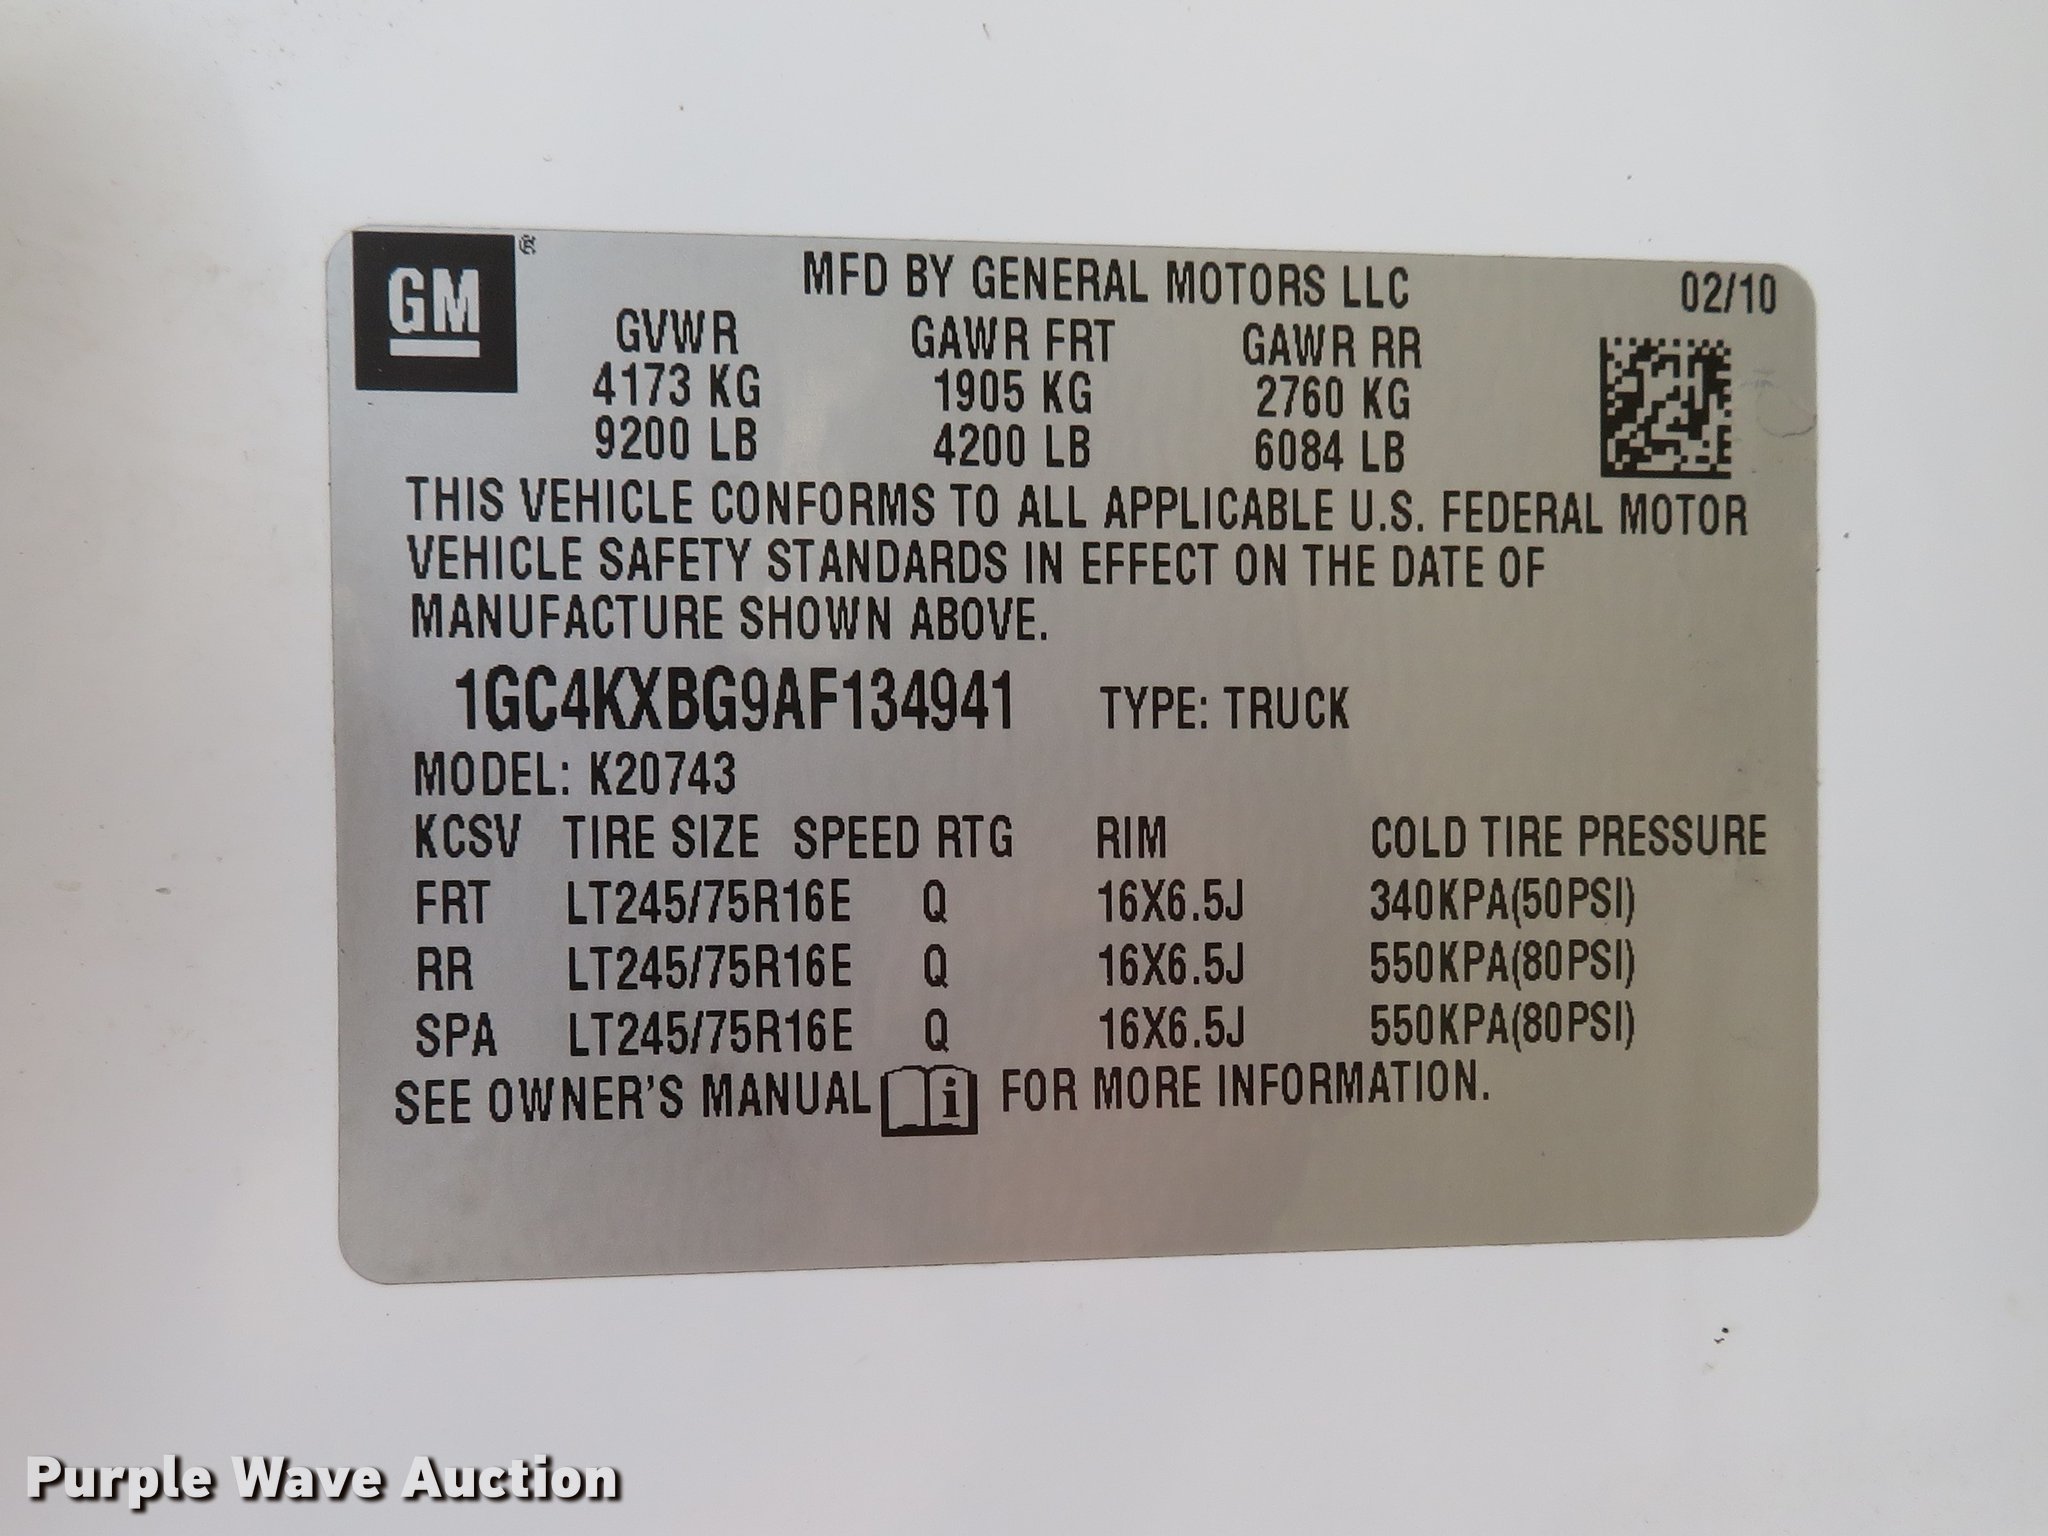 GM®
MFD BY GENERAL MOTORS LLC 02/10
GVWR GAWR FRT GAWR RR
4173 KG 1905 KG 2760 KG
9200 LB 4200 LB 6084 LB
THIS VEHICLE CONFORMS TO ALL APPLICABLE U.S. FEDERAL MOTOR
VEHICLE SAFETY STANDARDS IN EFFECT ON THE DATE OF
MANUFACTURE SHOWN ABOVE.
1GC4KXBG9AF134941 TYPE: TRUCK
MODEL: K20743
KCSV TIRE SIZE SPEED RTG RIM COLD TIRE PRESSURE
FRT LT245/75R16E Q 16X6.5J 340KPA(50PSI)
RR LT245/75R16E Q 16X6.5J 550KPA(80PSI)
SPA LT245/75R16E Q 16X6.5J 550KPA(80PSI)
SEE OWNER'S MANUAL i FOR MORE INFORMATION.
Purple Wave Auction